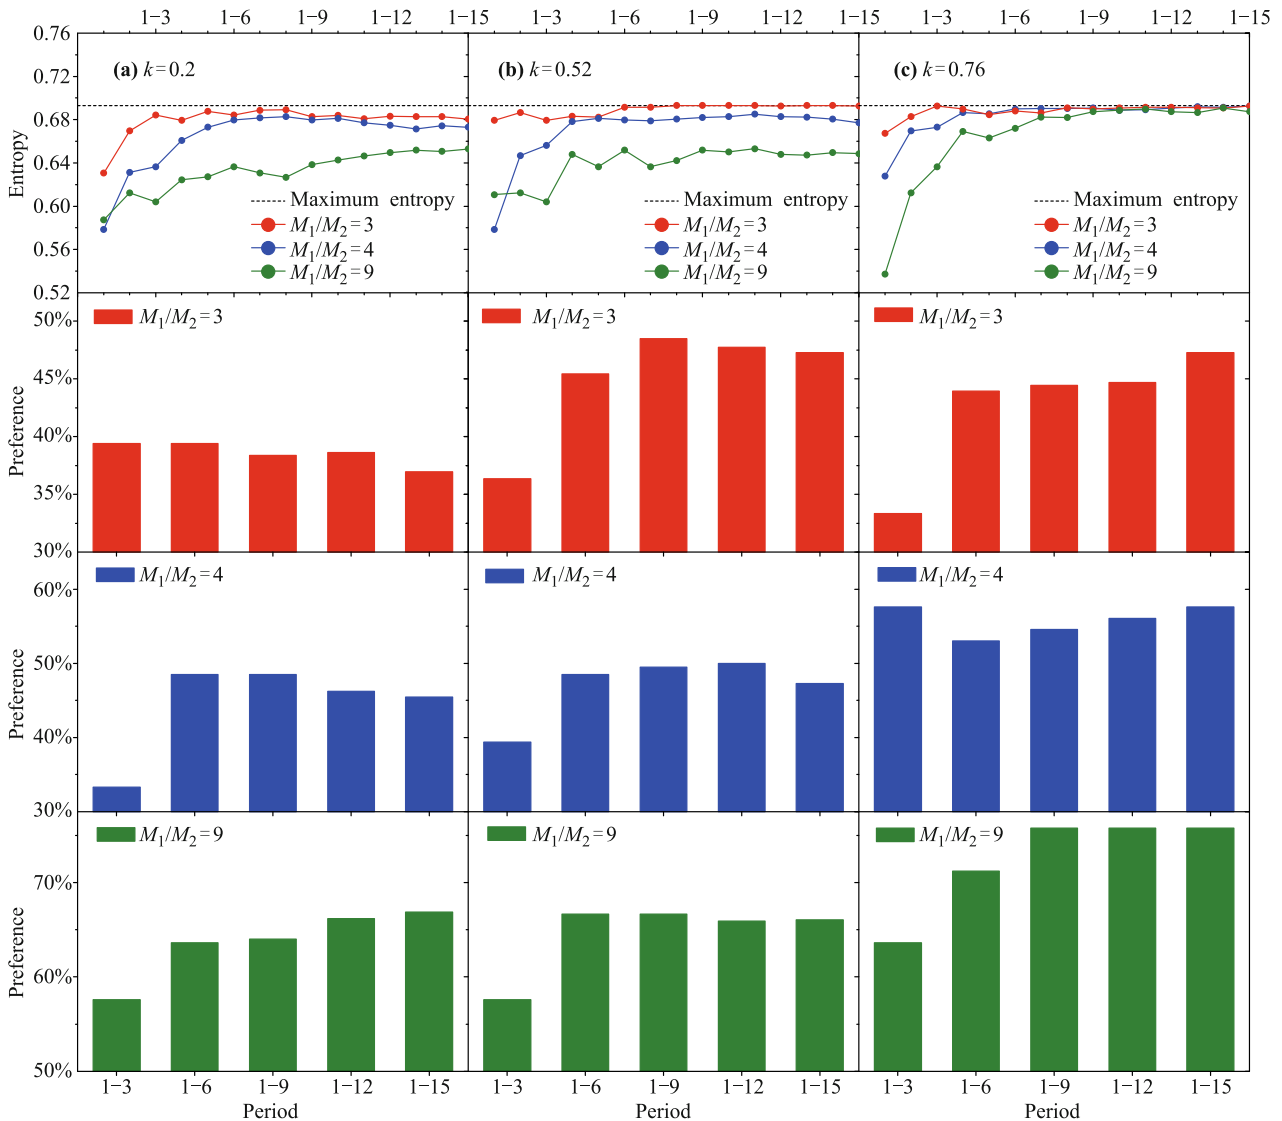 1−3 1−6 1−9 1−12 1−15 1−3 1−6 1−9 1−12 1−15 1−3 1−6 1−9 1−12 1−15
0.76
0.72
0.68
0.64
0.60
0.56
0.52
Entropy
(a) k=0.2
Maximum entropy
M1/M2=3
M1/M2=4
M1/M2=9
(b) k=0.52
Maximum entropy
M1/M2=3
M1/M2=4
M1/M2=9
(c) k=0.76
Maximum entropy
M1/M2=3
M1/M2=4
M1/M2=9
50%
45%
40%
35%
30%
Preference
M1/M2=3
M1/M2=3
M1/M2=3
60%
50%
40%
30%
Preference
M1/M2=4
M1/M2=4
M1/M2=4
70%
60%
50%
Preference
M1/M2=9
M1/M2=9
M1/M2=9
1−3 1−6 1−9 1−12 1−15 1−3 1−6 1−9 1−12 1−15 1−3 1−6 1−9 1−12 1−15
Period Period Period